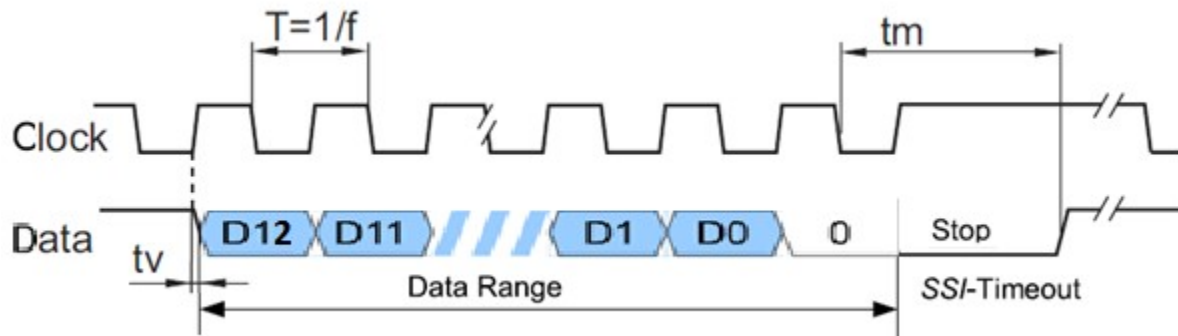 T=1/f
tm
Clock
Data
D12 D11 D1 D0 0 Stop
tv
Data Range
SSI-Timeout